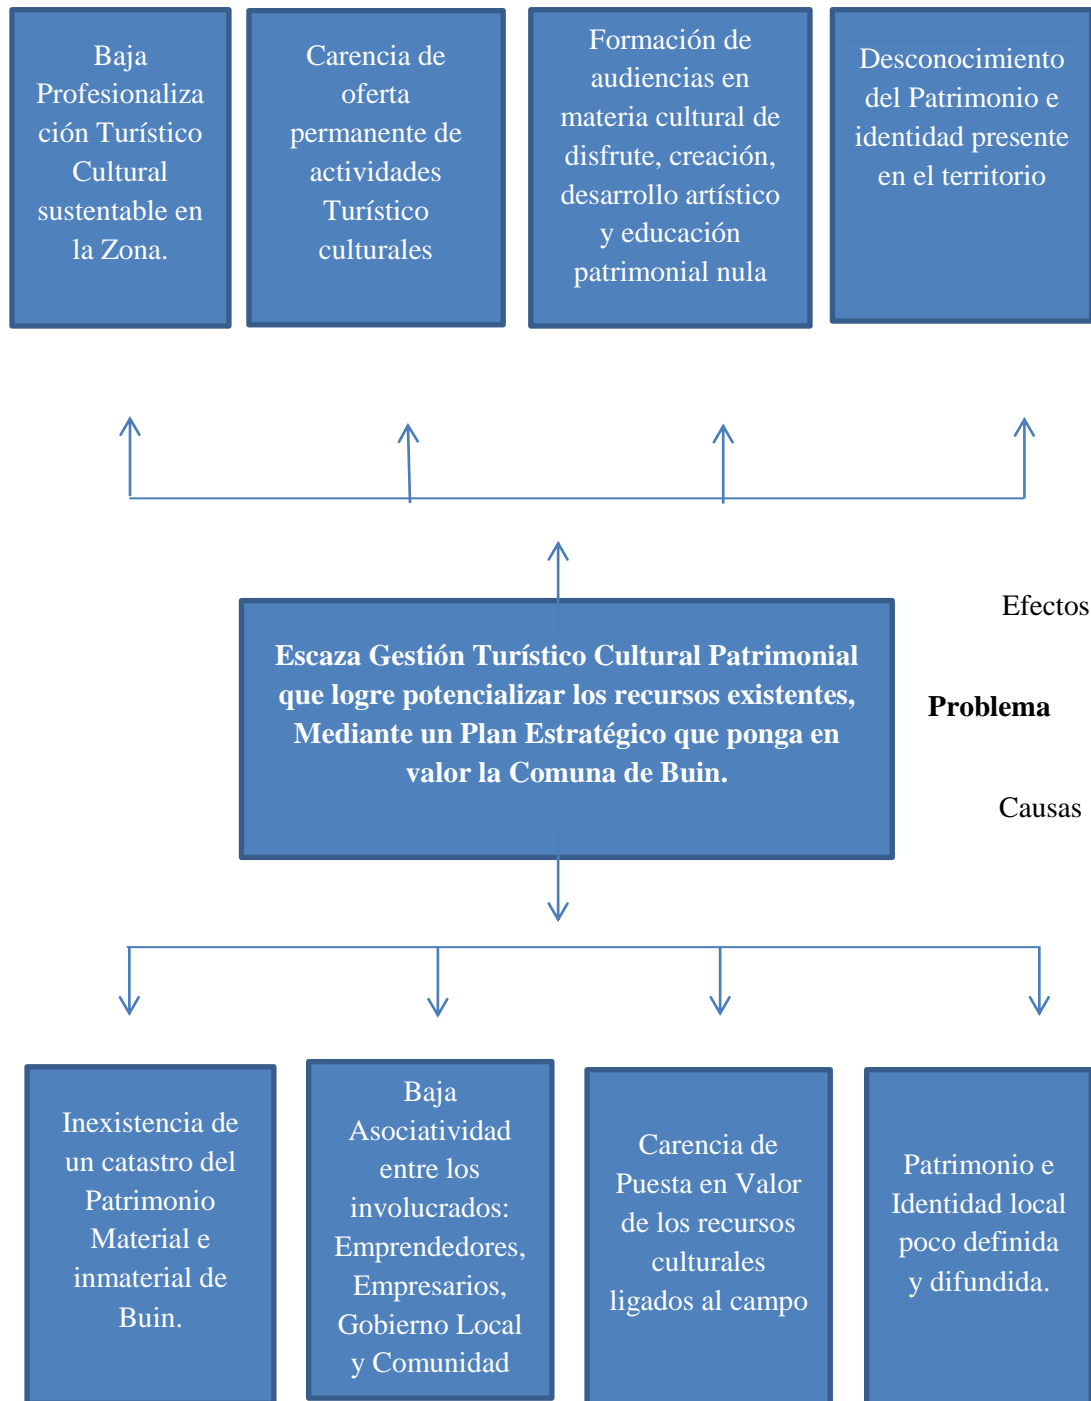 Baja
Profesionaliza
ción Turístico
Cultural
sustentable en
la Zona.
Carencia de
oferta
permanente de
actividades
Turístico
culturales
Formación de
audiencias en
materia cultural de
disfrute, creación,
desarrollo artístico
y educación
patrimonial nula
Desconocimiento
del Patrimonio e
identidad presente
en el territorio
Efectos
Escaza Gestión Turístico Cultural Patrimonial
que logre potencializar los recursos existentes,
Mediante un Plan Estratégico que ponga en
valor la Comuna de Buin.
Problema
Causas
Inexistencia de
un catastro del
Patrimonio
Material e
inmaterial de
Buin.
Baja
Asociatividad
entre los
involucrados:
Emprendedores,
Empresarios,
Gobierno Local
y Comunidad
Carencia de
Puesta en Valor
de los recursos
culturales
ligados al campo
Patrimonio e
Identidad local
poco definida
y difundida.